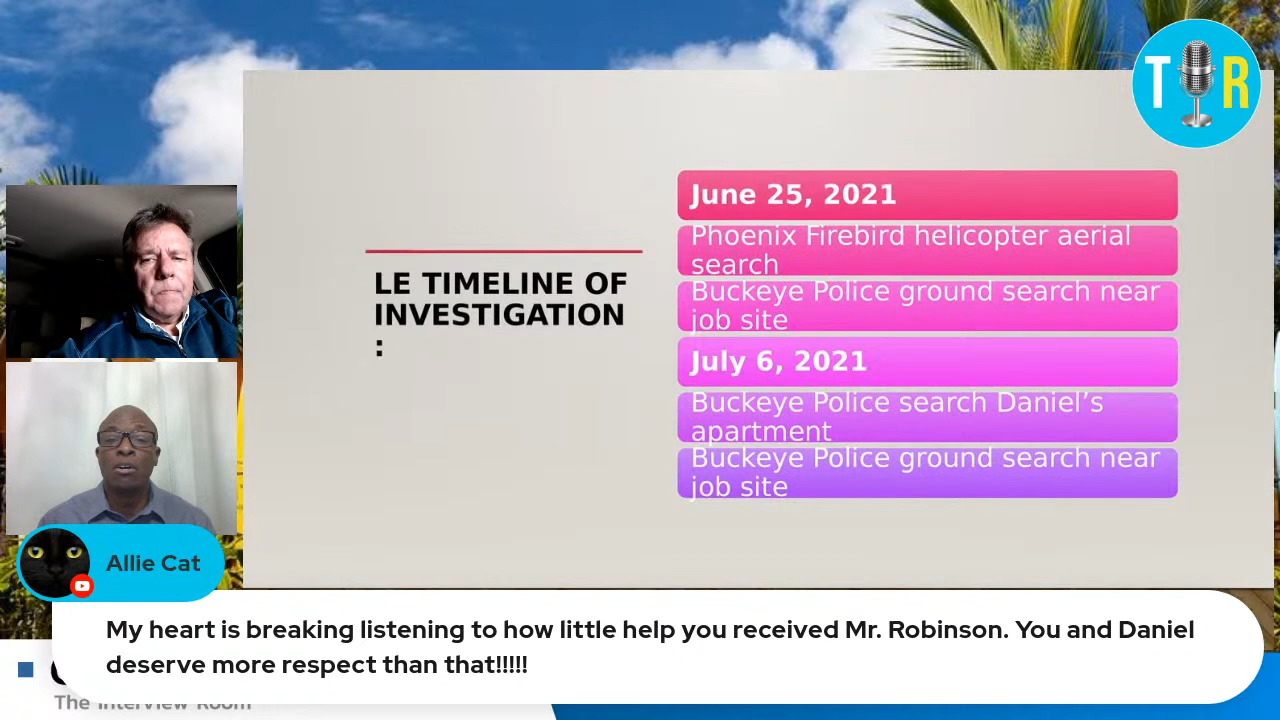 T R
June 25, 2021
Phoenix Firebird helicopter aerial
search
Buckeye Police ground search near
job site
LE TIMELINE OF
INVESTIGATION
:
July 6, 2021
Buckeye Police search Daniel’s
apartment
Buckeye Police ground search near
job site
Allie Cat
My heart is breaking listening to how little help you received Mr. Robinson. You and Daniel
deserve more respect than that!!!!!
The Interview Room